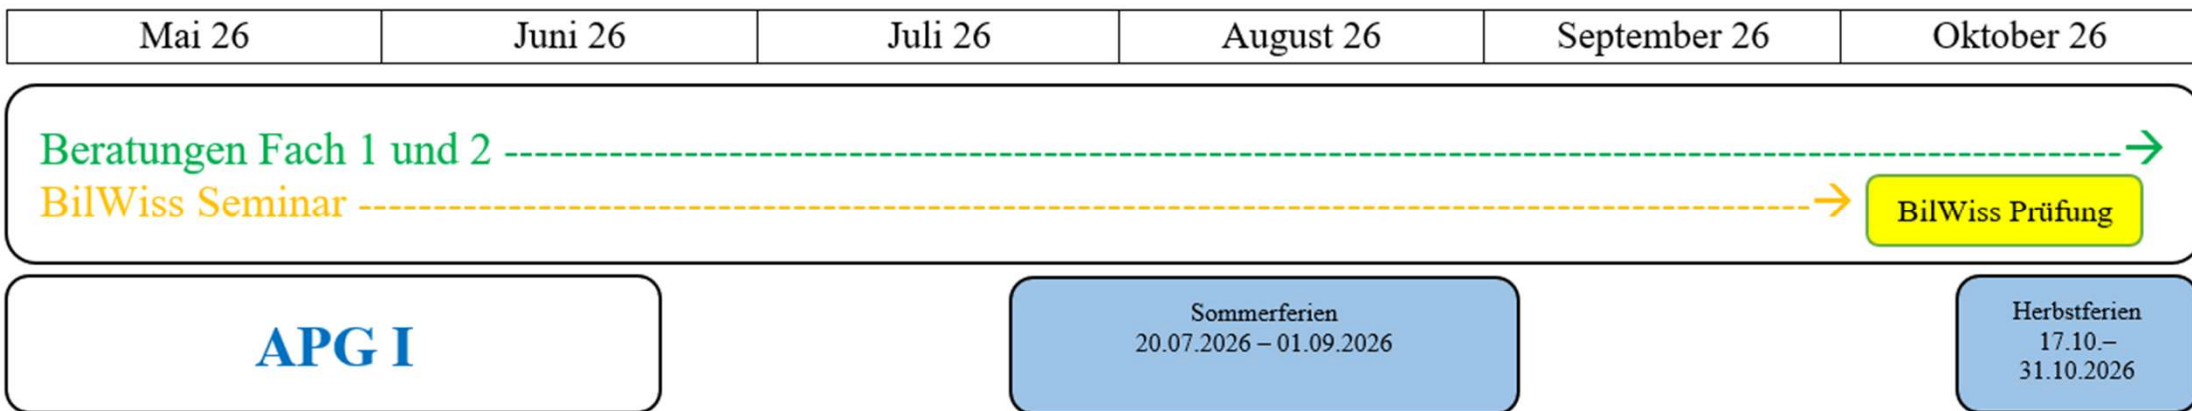 Mai 26 Juni 26 Juli 26 August 26 September 26 Oktober 26
Beratungen Fach 1 und 2
BilWiss Seminar
BilWiss Prüfung
APG I
Sommerferien
20.07.2026 – 01.09.2026
Herbstferien
17.10.–
31.10.2026